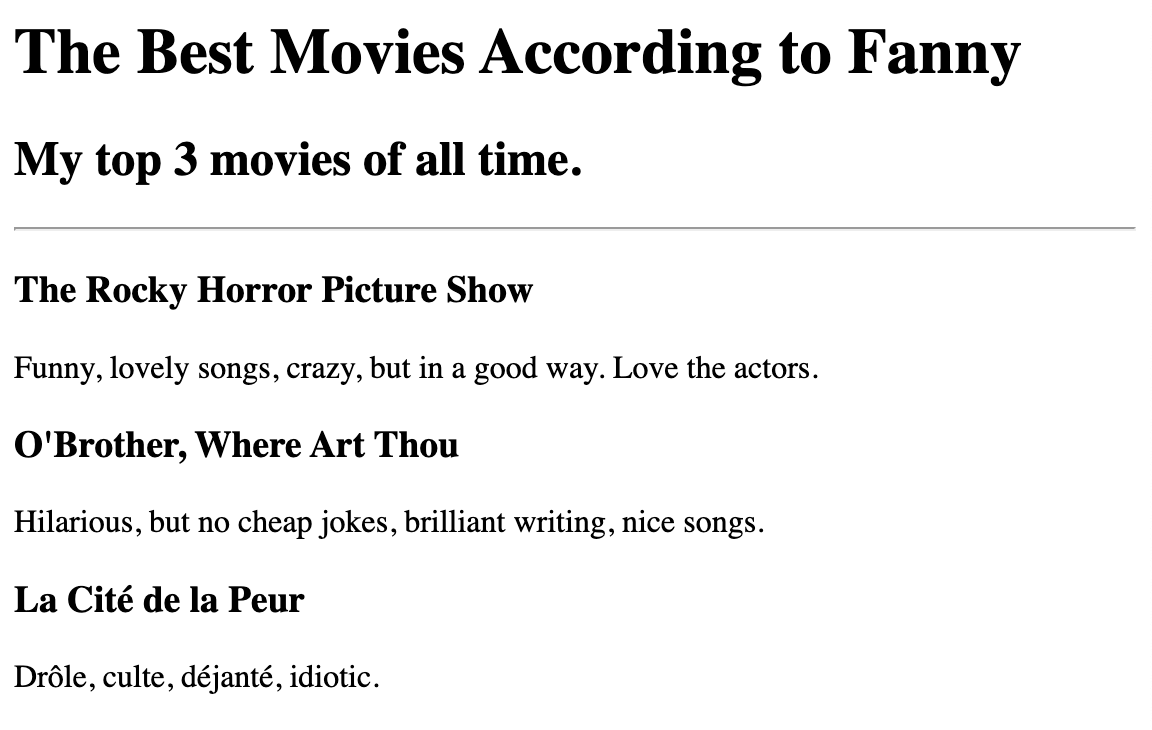 The Best Movies According to Fanny
My top 3 movies of all time.
The Rocky Horror Picture Show
Funny, lovely songs, crazy, but in a good way. Love the actors.
O'Brother, Where Art Thou
Hilarious, but no cheap jokes, brilliant writing, nice songs.
La Cité de la Peur
Drôle, culte, déjanté, idiotic.